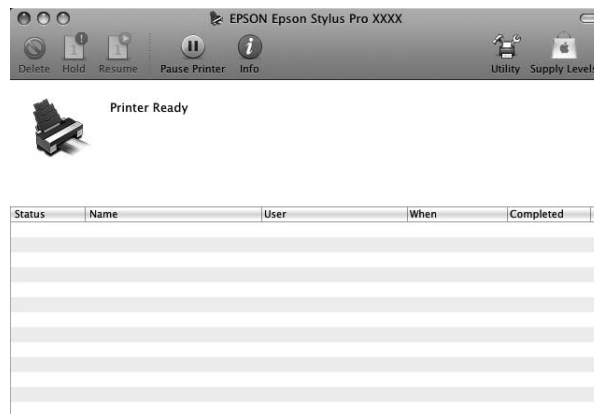 EPSON Epson Stylus Pro XXXX
Delete Hold Resume Pause Printer Info Utility Supply Levels
Printer Ready
Status Name User When Completed